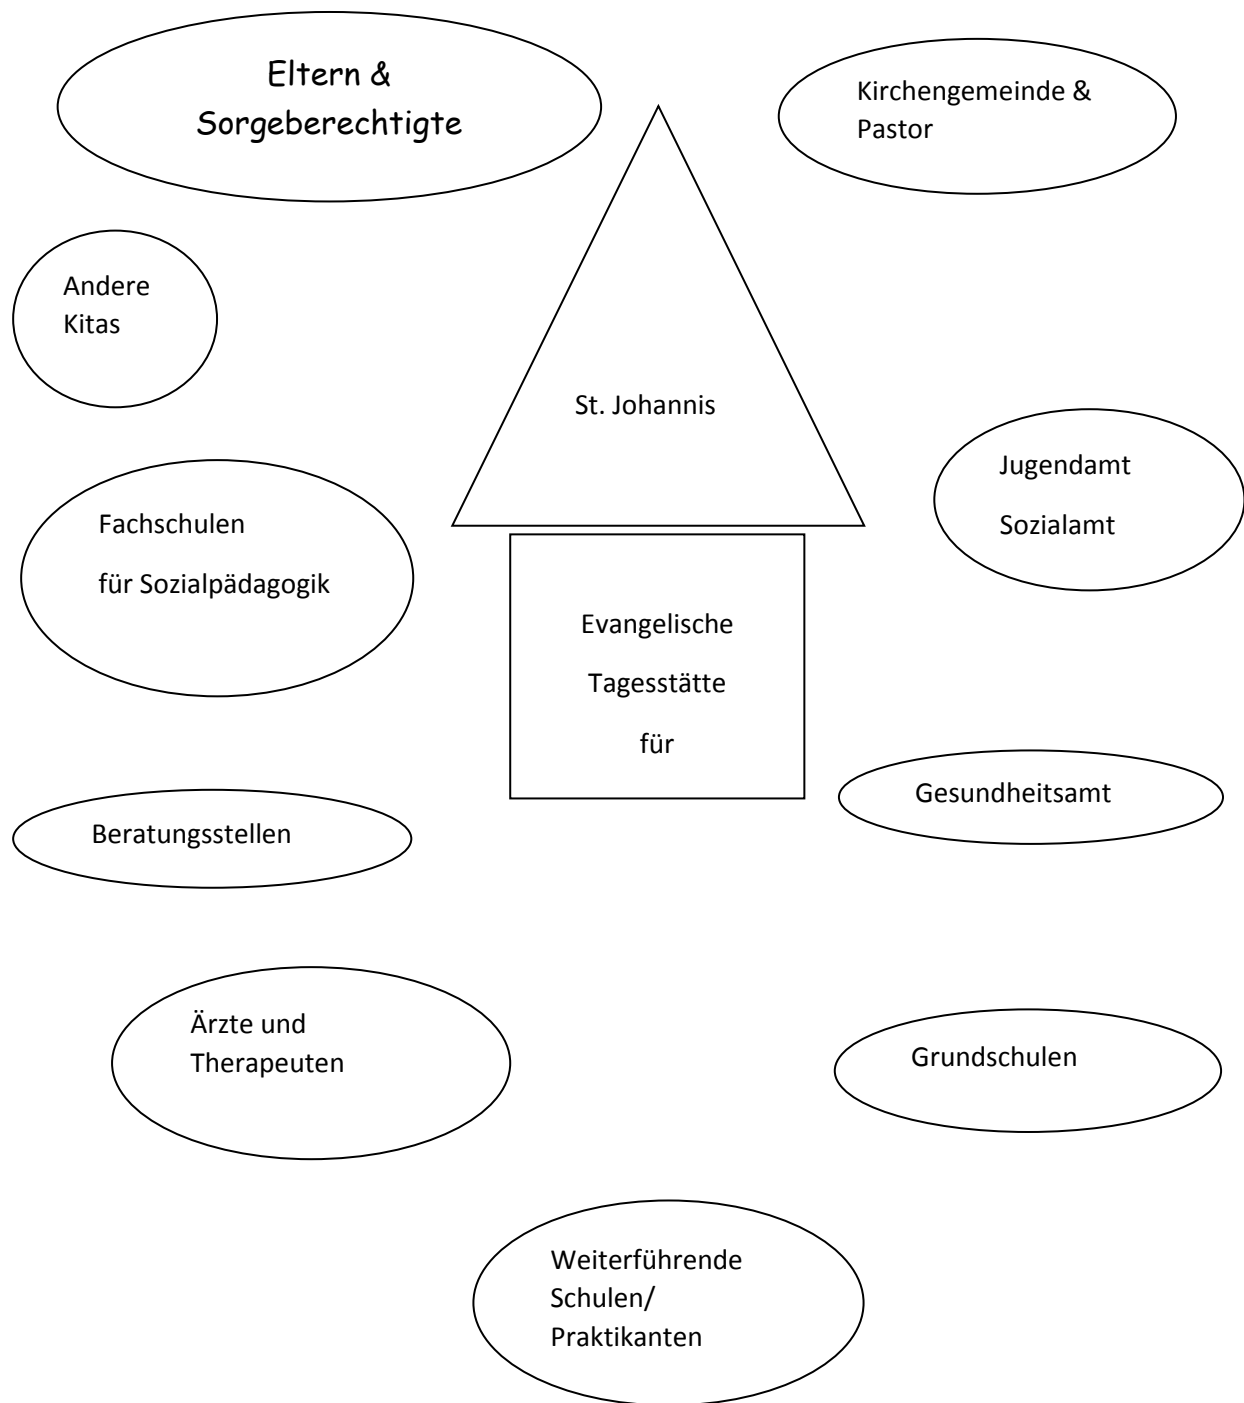 Eltern &
Sorgeberechtigte
Kirchengemeinde &
Pastor
Andere
Kitas
St. Johannis
Jugendamt
Sozialamt
Fachschulen
für Sozialpädagogik
Evangelische
Tagesstätte
für
Gesundheitsamt
Beratungsstellen
Ärzte und
Therapeuten
Grundschulen
Weiterführende
Schulen/
Praktikanten